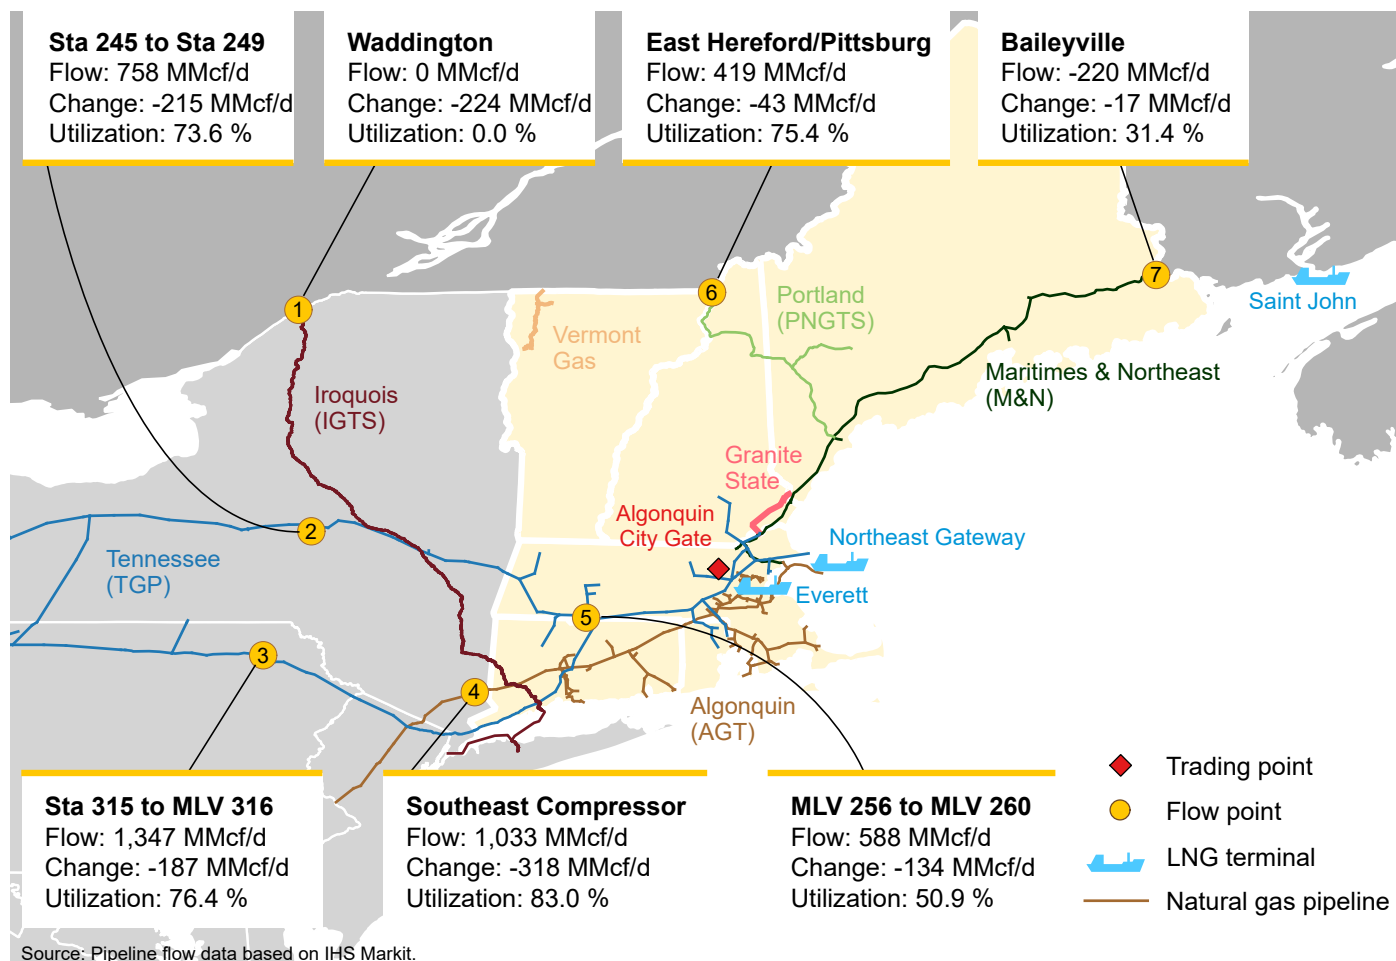 Sta 245 to Sta 249
Flow: 758 MMcf/d
Change: -215 MMcf/d
Utilization: 73.6 %
Waddington
Flow: 0 MMcf/d
Change: -224 MMcf/d
Utilization: 0.0 %
East Hereford/Pittsburg
Flow: 419 MMcf/d
Change: -43 MMcf/d
Utilization: 75.4 %
Baileyville
Flow: -220 MMcf/d
Change: -17 MMcf/d
Utilization: 31.4 %
1
6
7
Saint John
Portland
(PNGTS)
Vermont
Gas
Iroquois
(IGTS)
Maritimes & Northeast
(M&N)
Granite
State
Algonquin
City Gate
2
Northeast Gateway
Tennessee
(TGP)
Everett
5
3
4
Algonquin
(AGT)
Sta 315 to MLV 316
Flow: 1,347 MMcf/d
Change: -187 MMcf/d
Utilization: 76.4 %
Southeast Compressor
Flow: 1,033 MMcf/d
Change: -318 MMcf/d
Utilization: 83.0 %
MLV 256 to MLV 260
Flow: 588 MMcf/d
Change: -134 MMcf/d
Utilization: 50.9 %
Trading point
Flow point
LNG terminal
Natural gas pipeline
Source: Pipeline flow data based on IHS Markit.